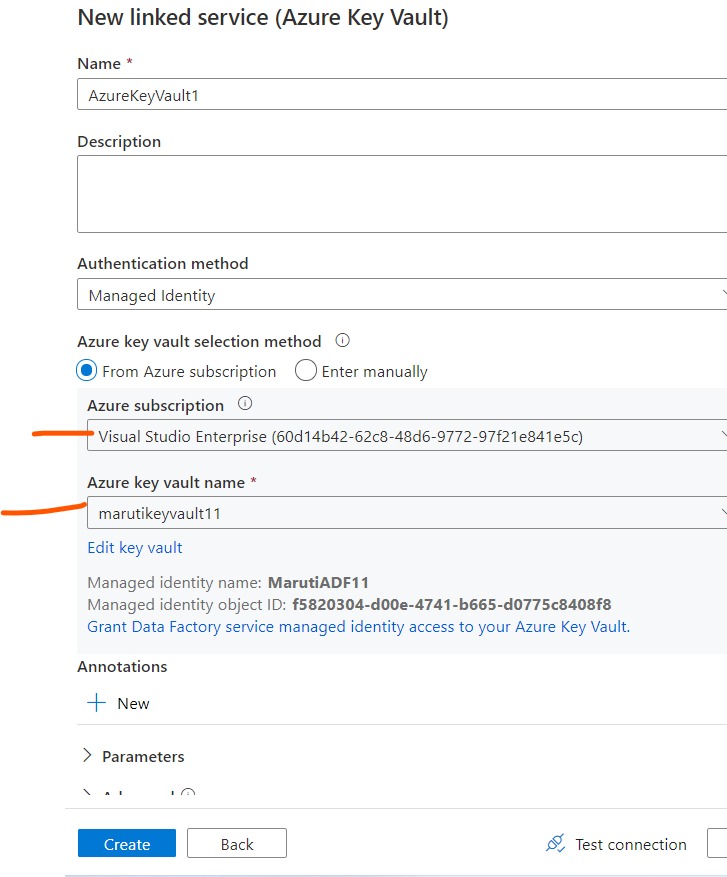 New linked service (Azure Key Vault)
Name *
AzureKeyVault1
Description
Authentication method
Managed Identity
Azure key vault selection method
From Azure subscription Enter manually
Azure subscription
Visual Studio Enterprise (60d14b42-62c8-48d6-9772-97f21e841e5c)
Azure key vault name *
marutikeyvault11
Edit key vault
Managed identity name: MarutiADF11
Managed identity object ID: f5820304-d00e-4741-b665-d0775c8408f8
Grant Data Factory service managed identity access to your Azure Key Vault.
Annotations
New
Parameters
Create Back Test connection